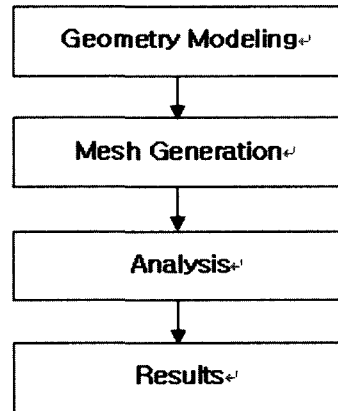 Geometry Modeling↵
Mesh Generation↵
Analysis↵
Results↵